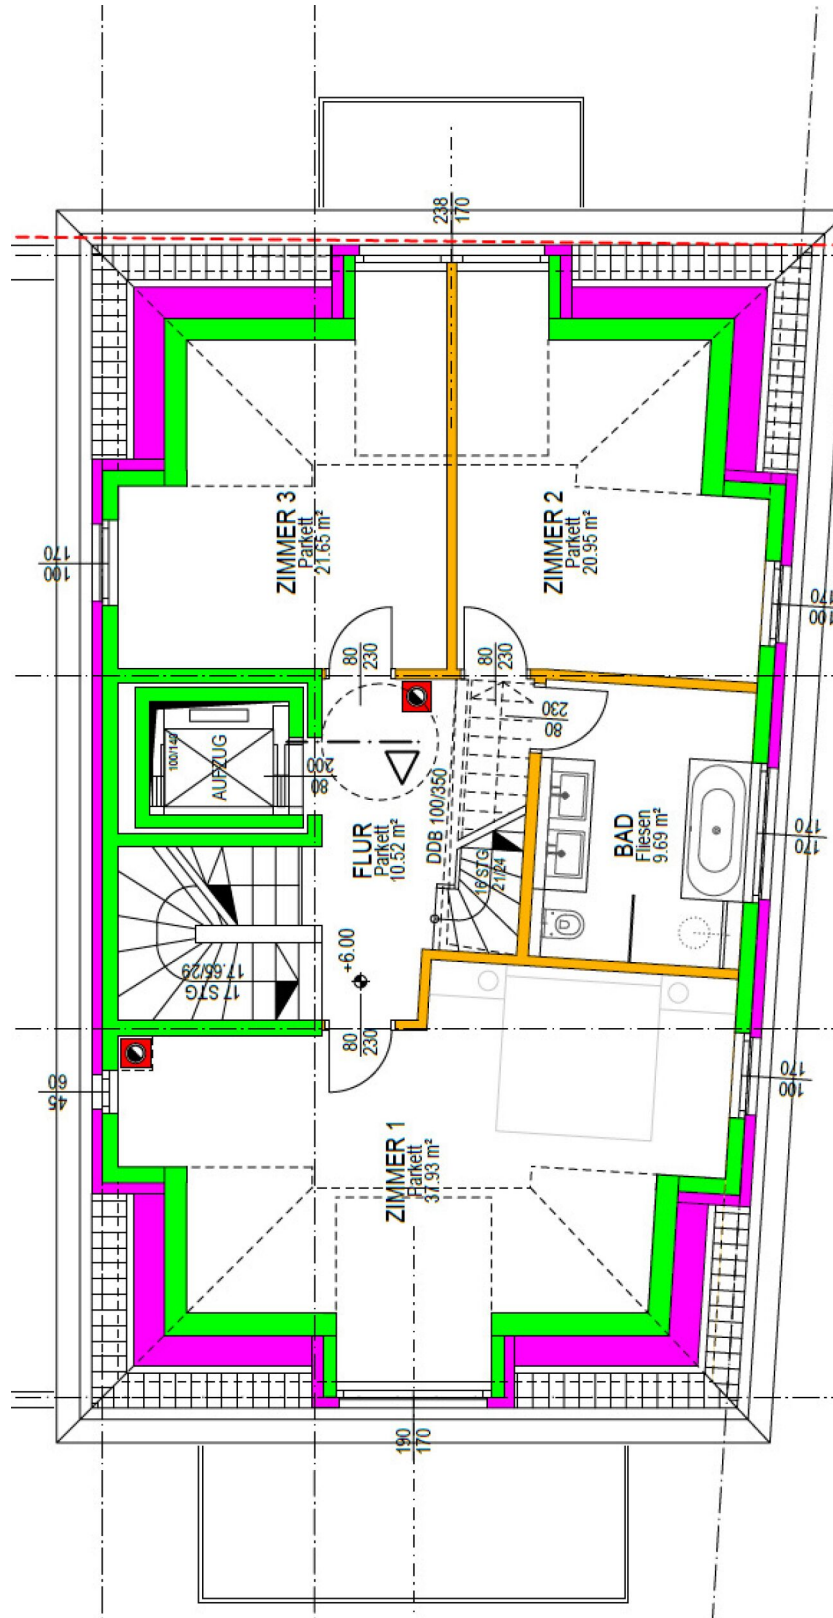 238
170
ZIMMER 3
Parkett
21.65 m²
ZIMMER 2
Parkett
20.95 m²
170
100
170
100
80
230
80
230
80
230
100/140
AUFZUG
80
200
FLUR
Parkett
10.52 m²
DDB 100/350
16 STG
21/24
BAD
Fliesen
9.69 m²
170
170
17 STG
17.65/29
+6.00
80
230
60
45
170
100
ZIMMER 1
Parkett
37.93 m²
190
170